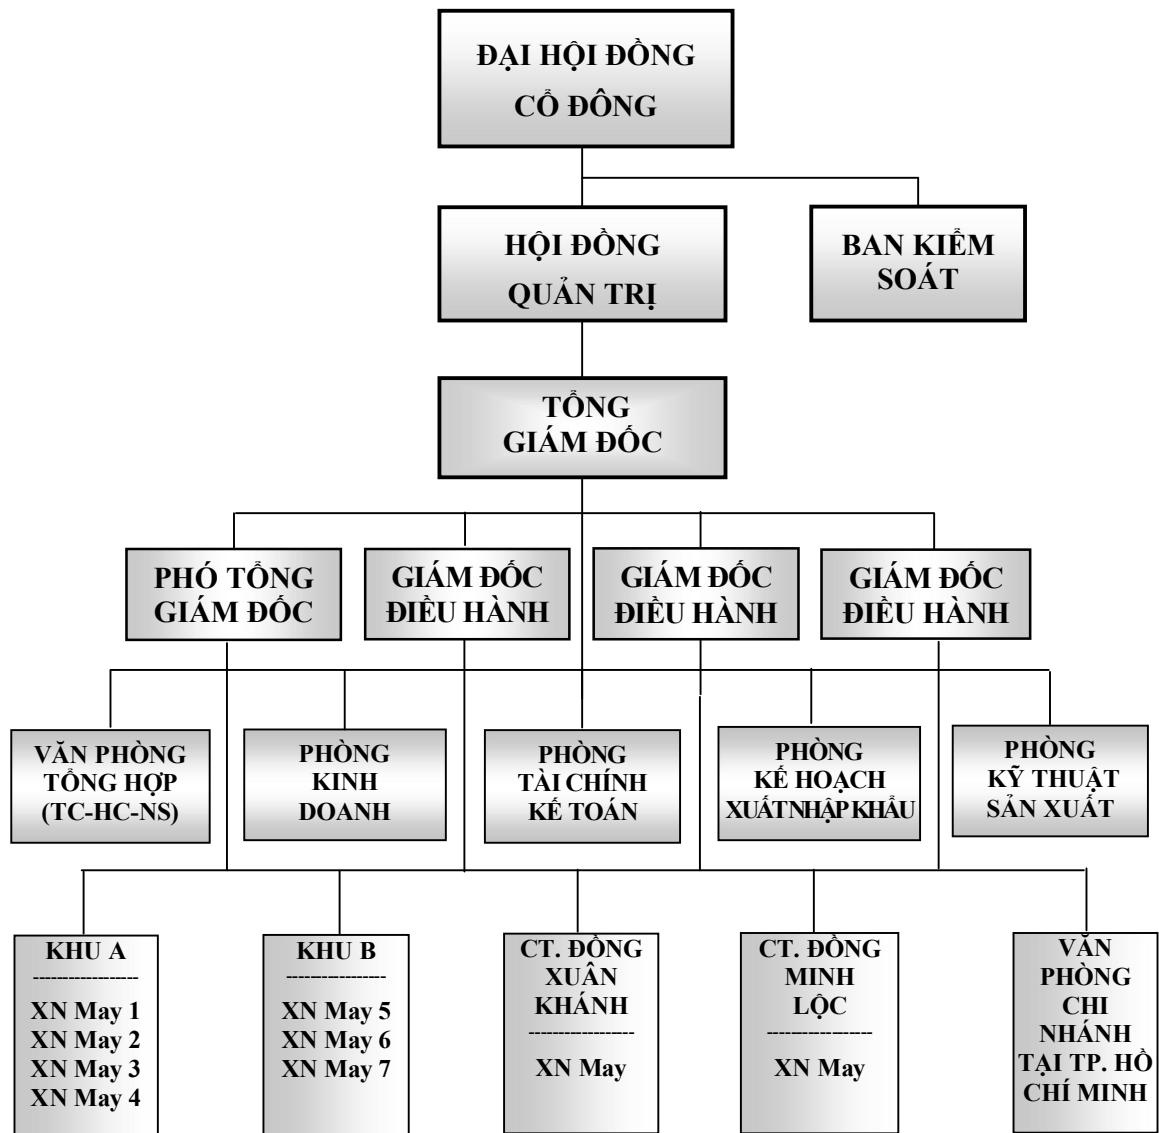 ĐẠI HỘI ĐỒNG
CỔ ĐÔNG
HỘI ĐỒNG
QUẢN TRỊ
BAN KIỂM
SOÁT
TỔNG
GIÁM ĐỐC
PHÓ TỔNG
GIÁM ĐỐC
GIÁM ĐỐC
ĐIỀU HÀNH
GIÁM ĐỐC
ĐIỀU HÀNH
GIÁM ĐỐC
ĐIỀU HÀNH
VĂN PHÒNG
TỔNG HỢP
(TC-HC-NS)
PHÒNG
KINH
DOANH
PHÒNG
TÀI CHÍNH
KẾ TOÁN
PHÒNG
KẾ HOẠCH
XUẤT NHẬP KHẨU
PHÒNG
KỸ THUẬT
SẢN XUẤT
KHU A
------------------
XN May 1
XN May 2
XN May 3
XN May 4
KHU B
-----------------
XN May 5
XN May 6
XN May 7
CT. ĐỒNG
XUÂN
KHÁNH
------------------
XN May
CT. ĐỒNG
MINH
LỘC
------------------
XN May
VĂN
PHÒNG
CHI
NHÁNH
TẠI TP. HỒ
CHÍ MINH